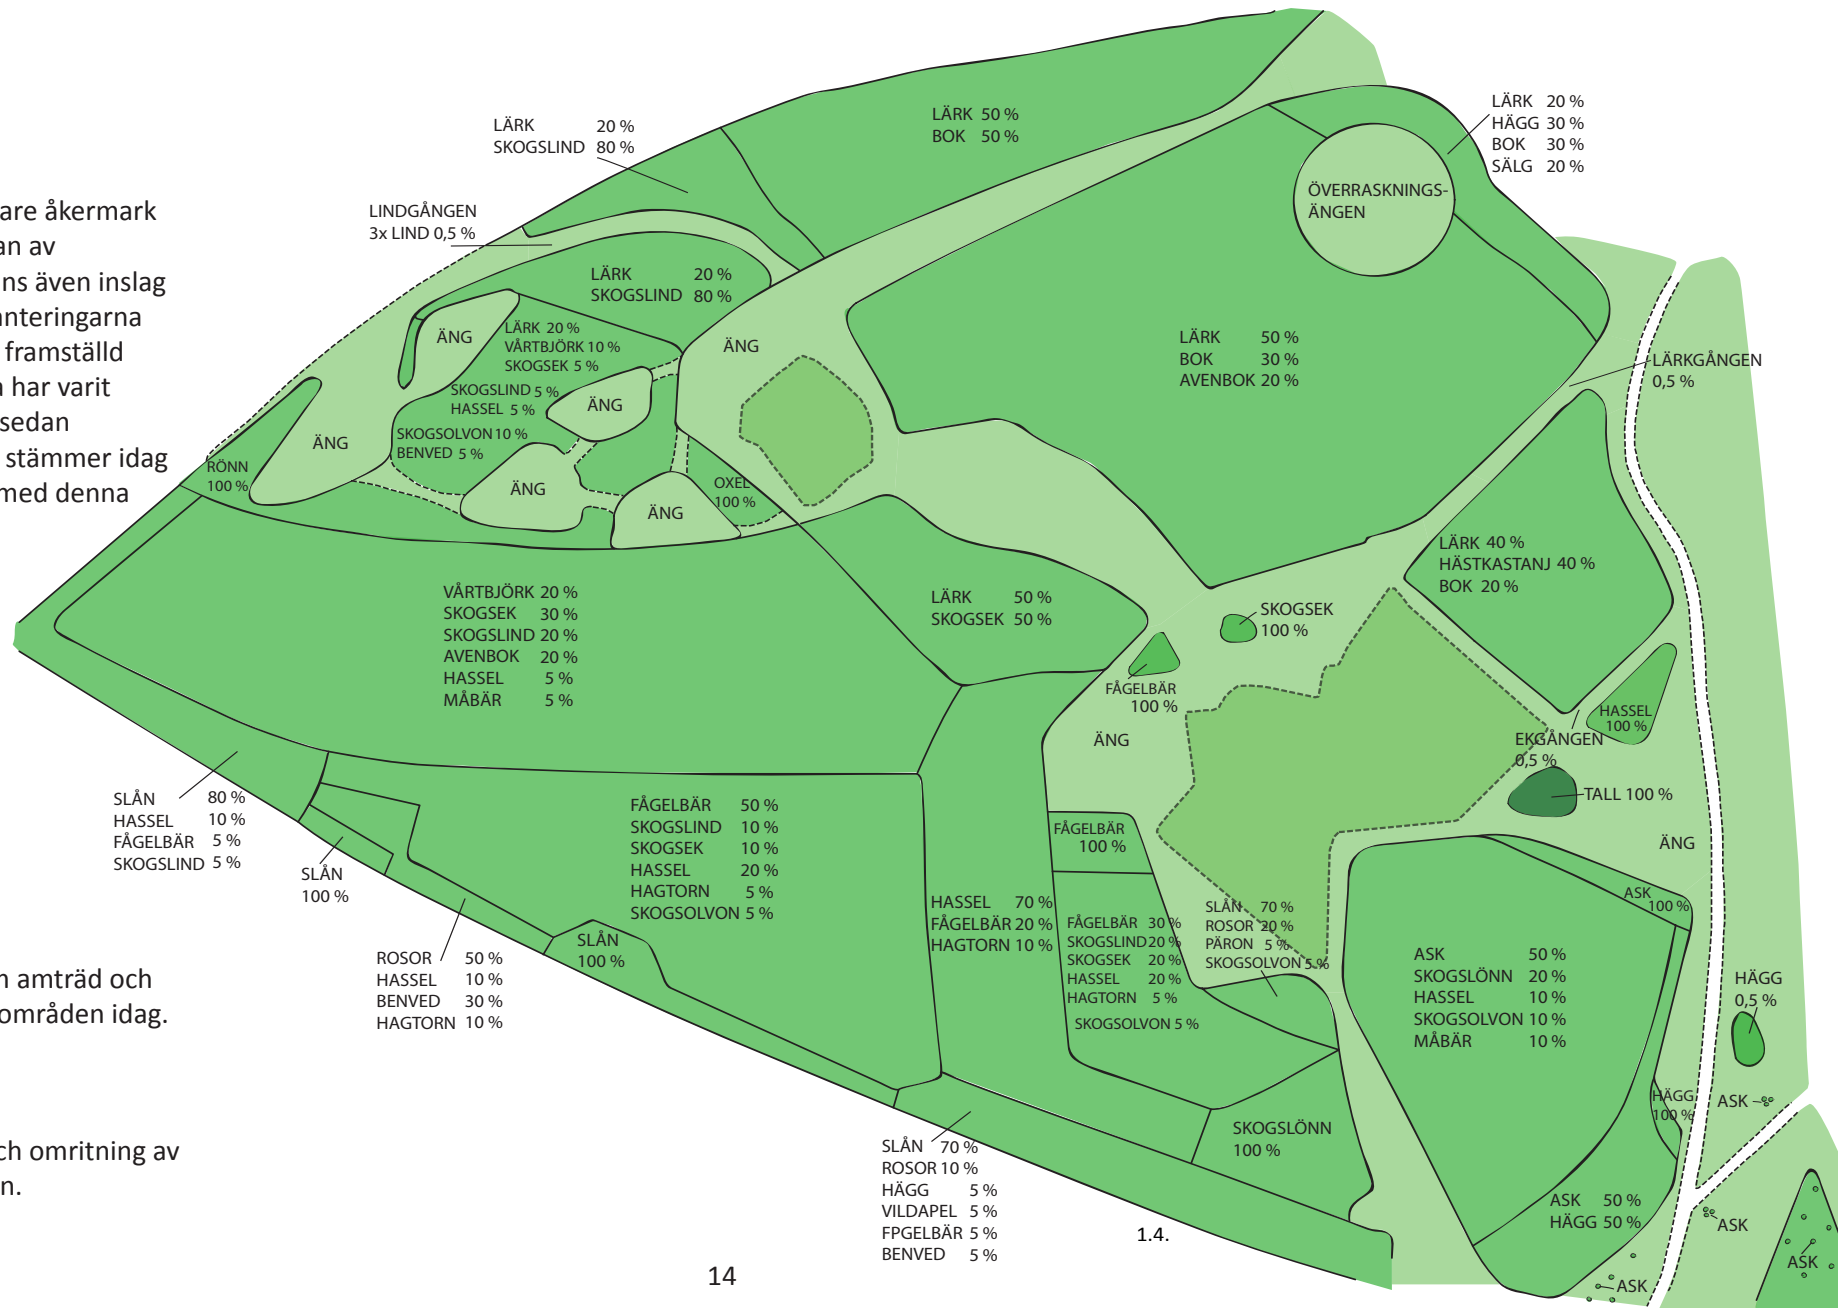 are åkermark
an av
ns även inslag
anteringarna
framställd
har varit
sedan
stämmer idag
med denna
amträd och
områden idag.
ch omritning av
n.
LÄRK 20 %
SKOGSLIND 80 %
LINDGÅNGEN
3x LIND 0,5 %
LÄRK 50 %
BOK 50 %
LÄRK 20 %
HÄGG 30 %
BOK 30 %
SÄLG 20 %
ÖVERRASKNINGS-
ÄNGEN
LÄRK 20 %
SKOGSLIND 80 %
ÄNG
LÄRK 20 %
VÅRTBJÖRK 10 %
SKOGSEK 5 %
SKOGSLIND 5 %
HASSEL 5 %
SKOGSOLVON 10 %
BENVED 5 %
ÄNG
ÄNG
ÄNG
ÄNG
ÄNG
RÖNN
100 %
OXEL
100 %
LÄRK 50 %
BOK 30 %
AVENBOK 20 %
LÄRKGÅNGEN
0,5 %
LÄRK 40 %
HÄSTKASTANJ 40 %
BOK 20 %
VÅRTBJÖRK 20 %
SKOGSEK 30 %
SKOGSLIND 20 %
AVENBOK 20 %
HASSEL 5 %
MÅBÄR 5 %
LÄRK 50 %
SKOGSEK 50 %
SKOGSEK
100 %
FÅGELBÄR
100 %
ÄNG
HASSEL
100 %
EKGÅNGEN
0,5 %
TALL 100 %
ÄNG
SLÅN 80 %
HASSEL 10 %
FÅGELBÄR 5 %
SKOGSLIND 5 %
SLÅN
100 %
ROSOR 50 %
HASSEL 10 %
BENVED 30 %
HAGTORN 10 %
FÅGELBÄR 50 %
SKOGSLIND 10 %
SKOGSEK 10 %
HASSEL 20 %
HAGTORN 5 %
SKOGSOLVON 5 %
SLÅN
100 %
FÅGELBÄR
100 %
HASSEL 70 %
FÅGELBÄR 20 %
HAGTORN 10 %
FÅGELBÄR 30 %
SKOGSLIND 20 %
SKOGSEK 20 %
HASSEL 20 %
HAGTORN 5 %
SKOGSOLVON 5 %
SLÅN 70 %
ROSOR 20 %
PÄRON 5 %
SKOGSOLVON 5 %
ASK
100 %
ASK 50 %
SKOGSLÖNN 20 %
HASSEL 10 %
SKOGSOLVON 10 %
MÅBÄR 10 %
HÄGG
0,5 %
HÄGG
100 %
ASK
SKOGSLÖNN
100 %
SLÅN 70 %
ROSOR 10 %
HÄGG 5 %
VILDAPEL 5 %
FPGELBÄR 5 %
BENVED 5 %
ASK 50 %
HÄGG 50 %
ASK
ASK
ASK
1.4.
14